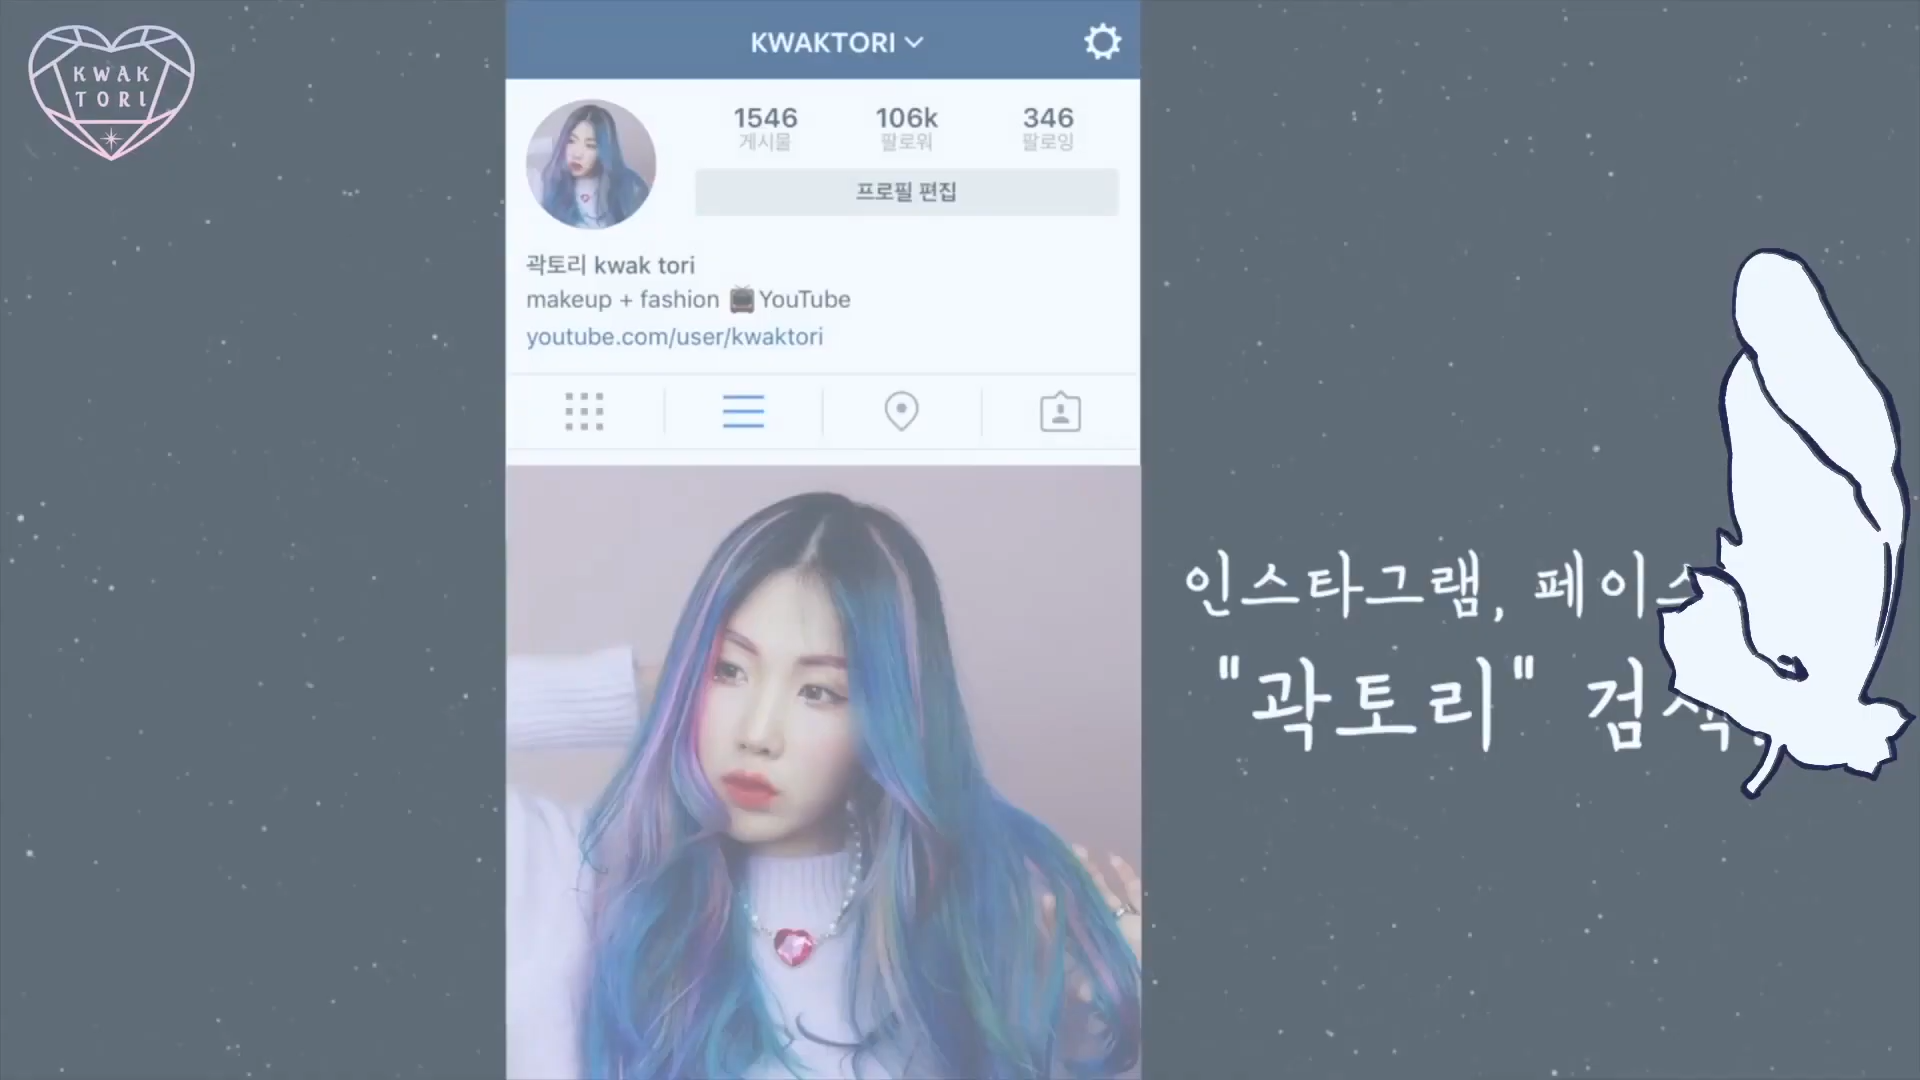 KWAK
TORI
KWAKTORI
1546 106k 346
게시물 팔로워 팔로잉
프로필 편집
곽토리 kwak tori
makeup + fashion YouTube
youtube.com/user/kwaktori
인스타그램,
"곽토리" 검색